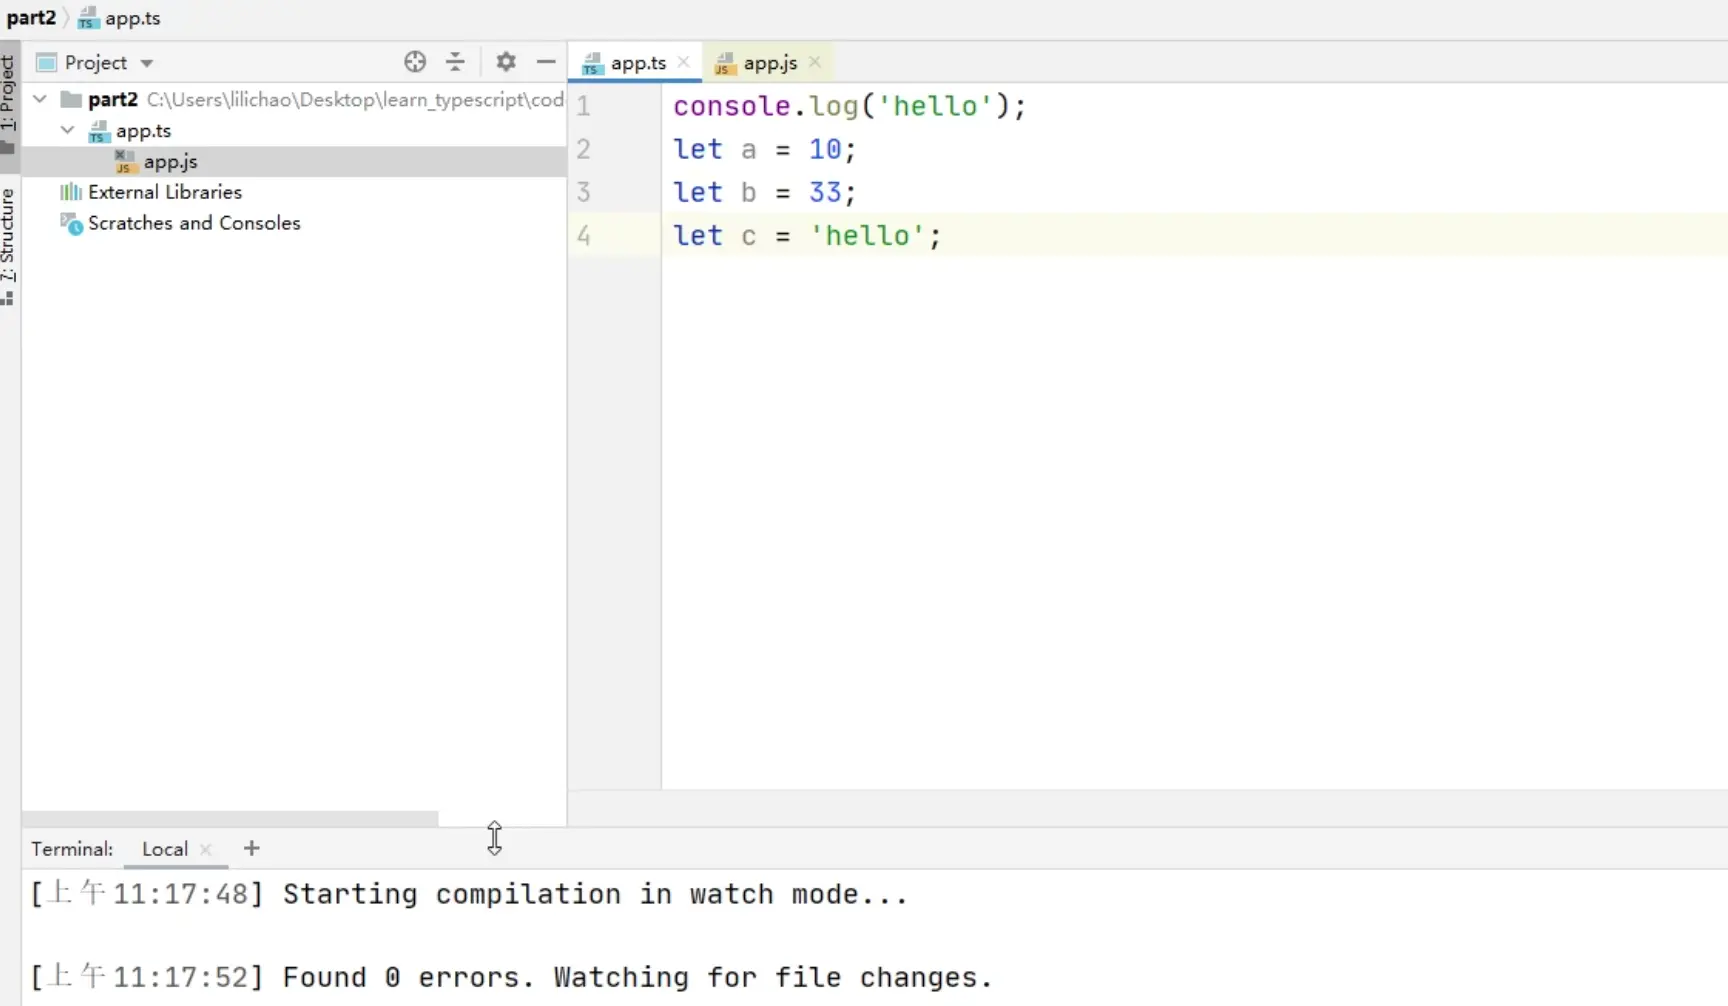 part2 app.ts
1: Project
7: Structure
Project
part2 C:\Users\lilichao\Desktop\learn_typescript\cod
app.ts
app.js
External Libraries
Scratches and Consoles
app.ts app.js
1 console.log('hello');
2 let a = 10;
3 let b = 33;
4 let c = 'hello';
Terminal: Local +
[上午11:17:48] Starting compilation in watch mode...
[上午11:17:52] Found 0 errors. Watching for file changes.